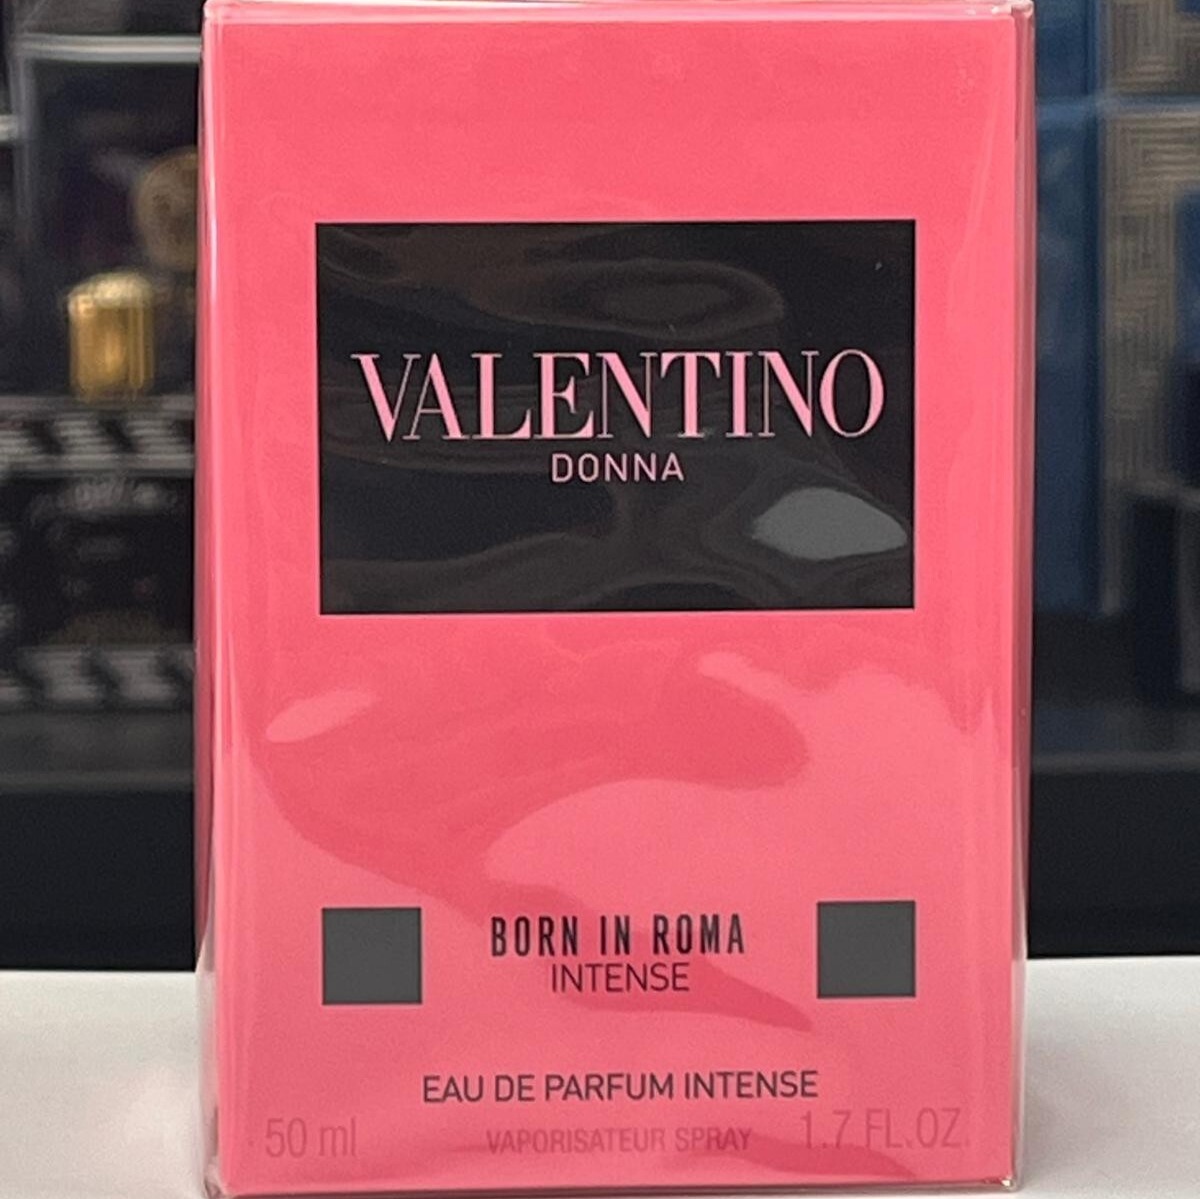 VALENTINO
DONNA
BORN IN ROMA
INTENSE
EAU DE PARFUM INTENSE
50 ml VAPORISATEUR SPRAY 1.7 FL.OZ.